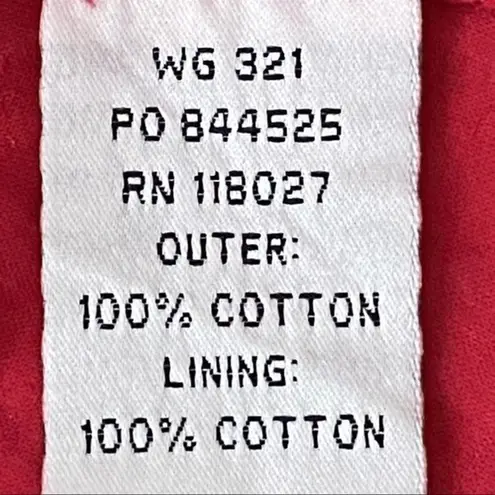 WG 321
PO 844525
RN 118027
OUTER:
100% COTTON
LINING:
100% COTTON